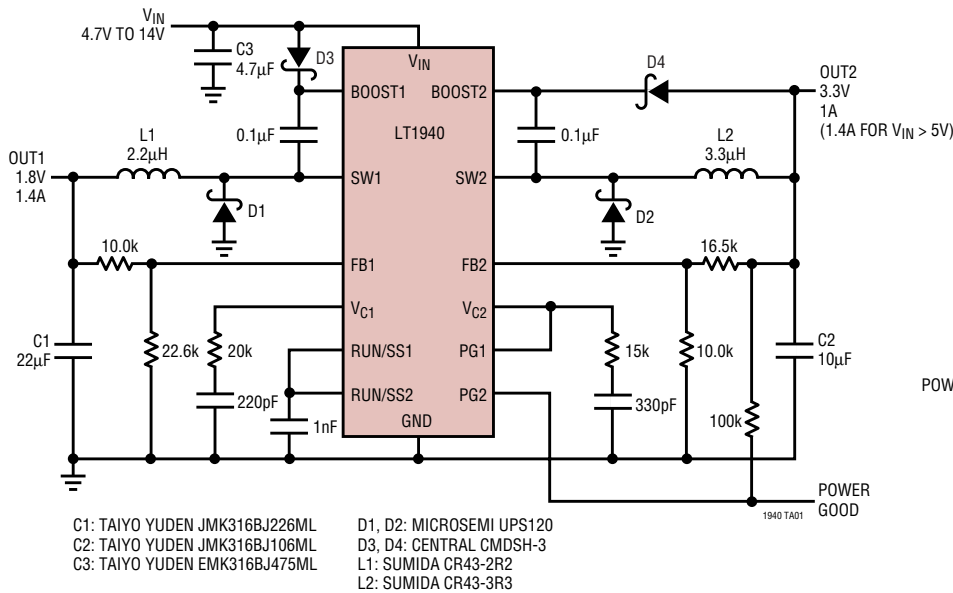 VIN
4.7V TO 14V
C3
4.7µF
D3
VIN
BOOST1
BOOST2
LT1940
D4
OUT2
3.3V
1A
(1.4A FOR VIN > 5V)
0.1µF
0.1µF
L1
2.2µH
L2
3.3µH
OUT1
1.8V
1.4A
SW1
SW2
D1
D2
10.0k
FB1
FB2
16.5k
VC1
VC2
C1
22µF
22.6k
20k
RUN/SS1
PG1
15k
10.0k
C2
10µF
220pF
RUN/SS2
PG2
330pF
100k
POW
1nF
GND
POWER
GOOD
1940 TA01
C1: TAIYO YUDEN JMK316BJ226ML
C2: TAIYO YUDEN JMK316BJ106ML
C3: TAIYO YUDEN EMK316BJ475ML
D1, D2: MICROSEMI UPS120
D3, D4: CENTRAL CMDSH-3
L1: SUMIDA CR43-2R2
L2: SUMIDA CR43-3R3